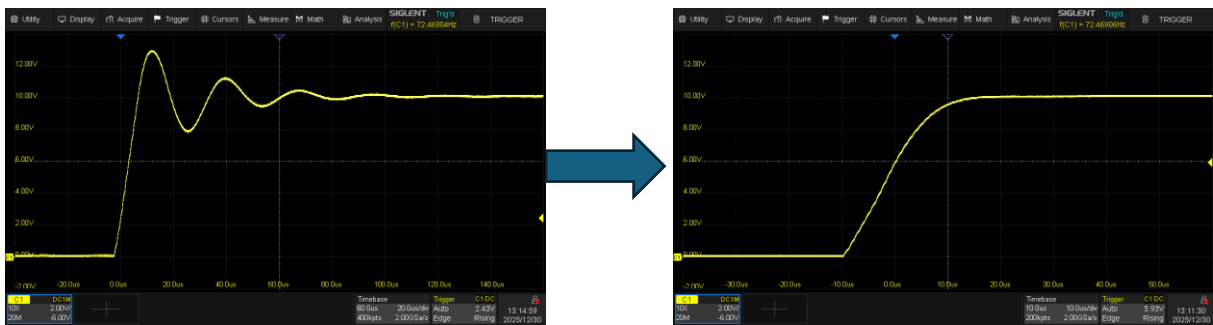 Utility Display Acquire Trigger Cursors Measure Math Analysis SIGLENT Trig'd TRIGGER
f(C1) = 72.46904Hz
12.00V
10.00V
8.00V
6.00V
4.00V
2.00V
0.00V
-2.00V -20.0us 0.0us 20.0us 40.0us 60.0us 80.0us 100.0us 120.0us 140.0us
C1 DC1M Timebase Trigger C1 DC
10X 2.00V/ 60.0us 20.0us/div Auto 2.43V 13:14:59
20M -6.00V 400kpts 2.00GSa/s Edge Rising 2025/12/30
Utility Display Acquire Trigger Cursors Measure Math Analysis SIGLENT Trig'd TRIGGER
f(C1) = 72.46906Hz
12.00V
10.00V
8.00V
6.00V
4.00V
2.00V
0.00V
-2.00V -30.0us -20.0us -10.0us 0.0us 10.0us 20.0us 30.0us 40.0us 50.0us
C1 DC1M Timebase Trigger C1 DC
10X 2.00V/ 10.0us 10.0us/div Auto 5.93V 13:11:30
20M -6.00V 200kpts 2.00GSa/s Edge Rising 2025/12/30